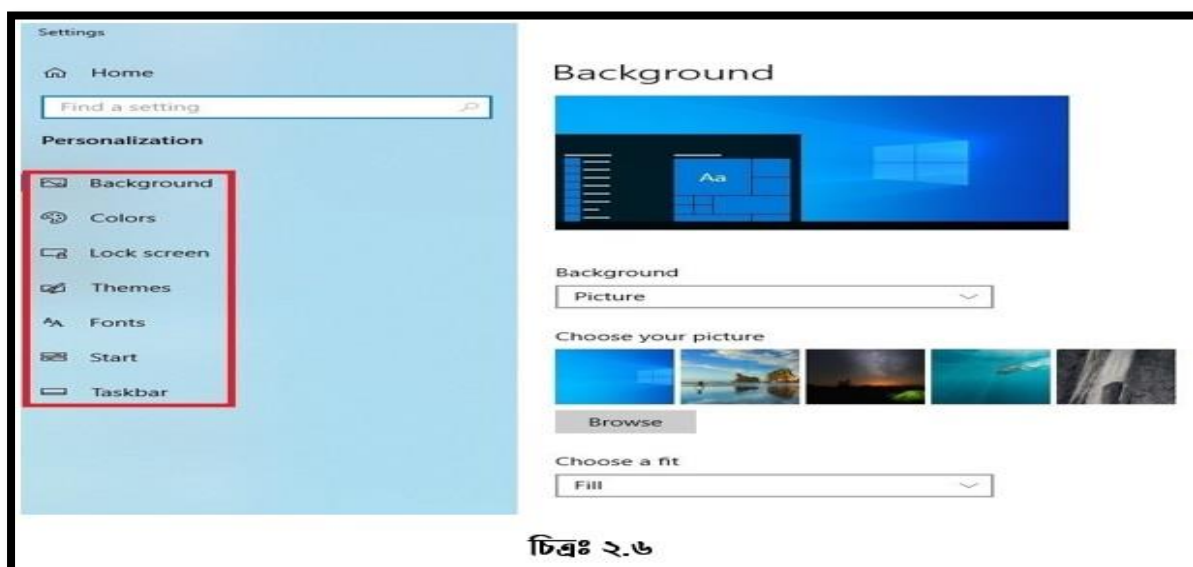 Settings
Home
Find a setting
Personalization
Background
Colors
Lock screen
Themes
Fonts
Start
Taskbar
Background
Aa
Background
Picture
Choose your picture
Browse
Choose a fit
Fill
চিত্রঃ ২.৬